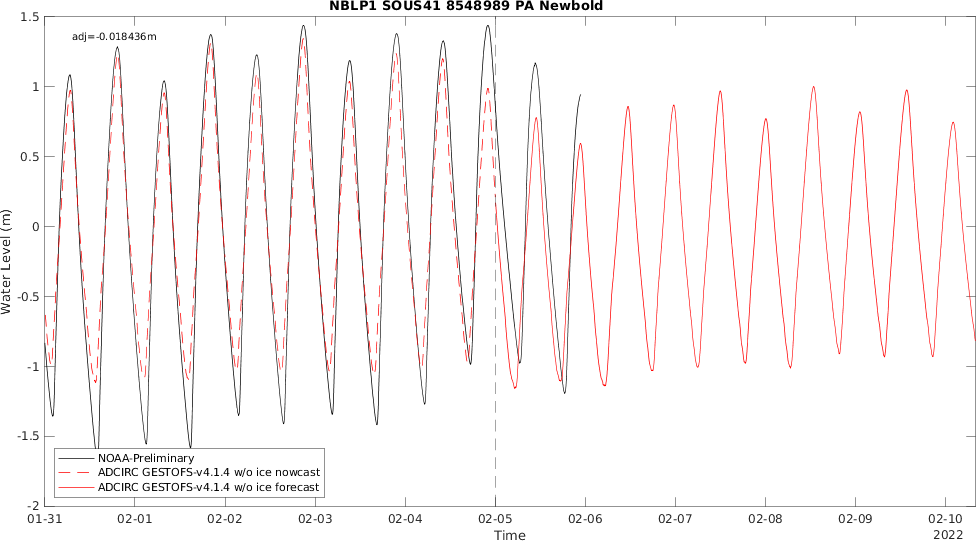 NBLP1 SOUS41 8548989 PA Newbold
adj=-0.018436m
Water Level (m)
1.5
1
0.5
0
-0.5
-1
-1.5
-2
NOAA-Preliminary
ADCIRC GESTOFS-v4.1.4 w/o ice nowcast
ADCIRC GESTOFS-v4.1.4 w/o ice forecast
01-31 02-01 02-02 02-03 02-04 02-05 02-06 02-07 02-08 02-09 02-10
Time
2022